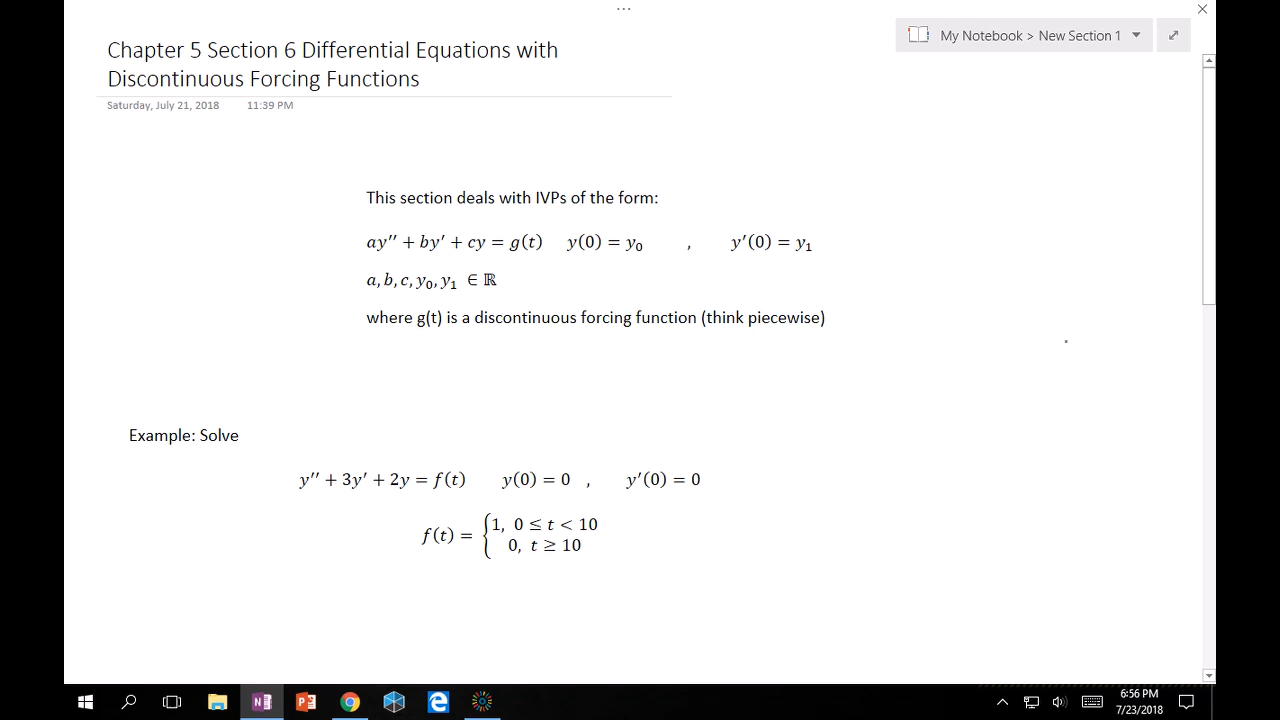 ...
My Notebook > New Section 1
Chapter 5 Section 6 Differential Equations with
Discontinuous Forcing Functions
Saturday, July 21, 2018 11:39 PM
This section deals with IVPs of the form:
ay′′ + by′ + cy = g(t) y(0) = y₀ , y′(0) = y₁
a, b, c, y₀, y₁ ∈ ℝ
where g(t) is a discontinuous forcing function (think piecewise)
Example: Solve
y′′ + 3y′ + 2y = f(t) y(0) = 0 , y′(0) = 0
f(t) = { 1, 0 ≤ t < 10
0, t ≥ 10
6:56 PM
7/23/2018